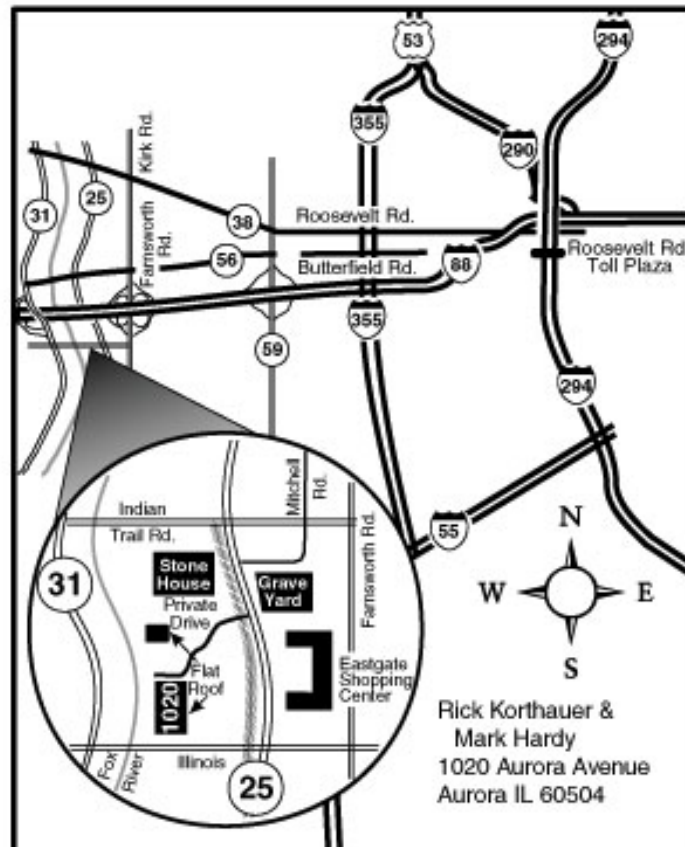 53
294
355
290
Kirk Rd.
31
25
38
Roosevelt Rd.
Farnsworth
Rd.
56
Butterfield Rd.
88
Roosevelt Rd
Toll Plaza
355
59
294
Mitchell
Rd.
Indian
Trail Rd.
55
N
W
E
S
31
Stone
House
Grave
Yard
Farnsworth Rd.
Private
Drive
Flat
Roof
1020
Eastgate
Shopping
Center
Fox
River
Illinois
25
Rick Korthauer &
Mark Hardy
1020 Aurora Avenue
Aurora IL 60504